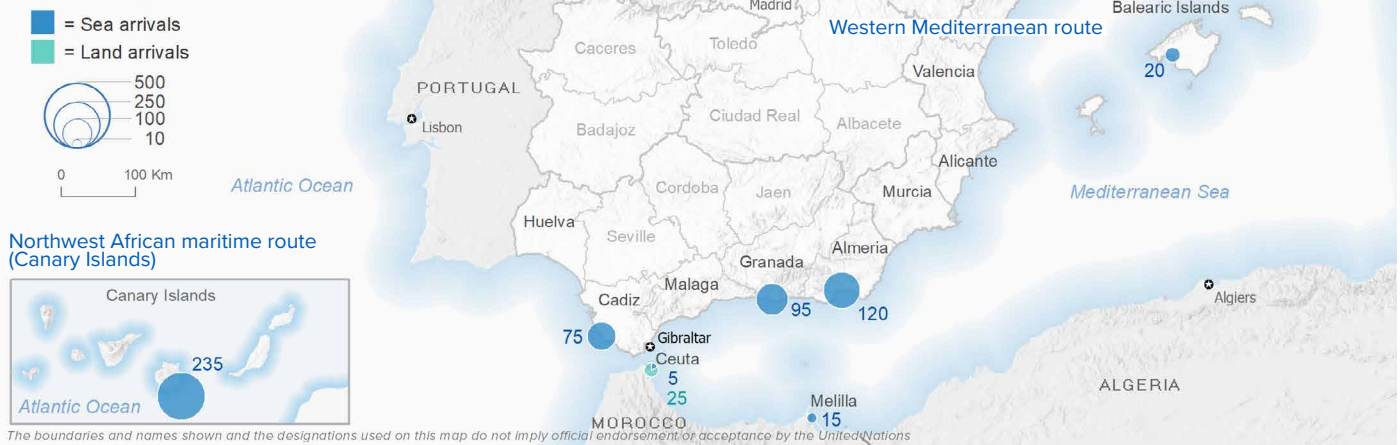 = Sea arrivals
= Land arrivals
500
250
100
10
0 100 Km
Madrid
Western Mediterranean route
Balearic Islands
20
Caceres
Toledo
Valencia
PORTUGAL
Lisbon
Badajoz
Ciudad Real
Albacete
Alicante
Atlantic Ocean
Cordoba
Jaen
Murcia
Mediterranean Sea
Huelva
Seville
Almeria
Granada
Malaga
Cadiz
95
120
75
Gibraltar
Ceuta
5
25
Melilla
15
MOROCCO
Algiers
ALGERIA
Northwest African maritime route
(Canary Islands)
Canary Islands
235
Atlantic Ocean
The boundaries and names shown and the designations used on this map do not imply official endorsement or acceptance by the United Nations